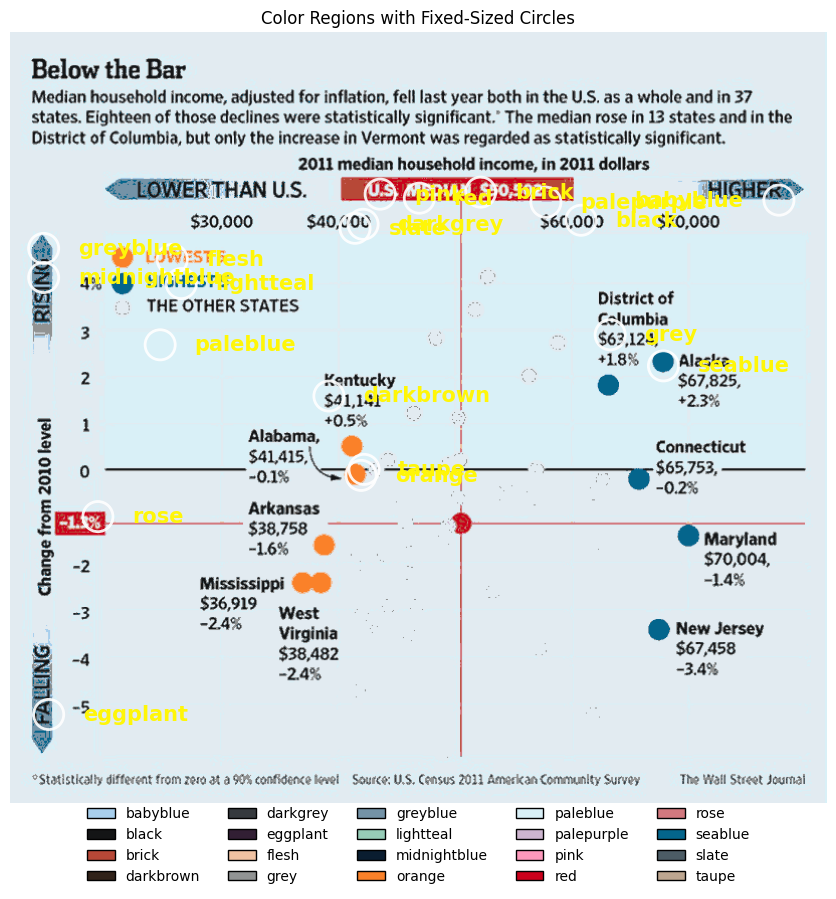 Color Regions with Fixed-Sized Circles
Below the Bar
Median household income, adjusted for inflation, fell last year both in the U.S. as a whole and in 37
states. Eighteen of those declines were statistically significant.* The median rose in 13 states and in the
District of Columbia, but only the increase in Vermont was regarded as statistically significant.
2011 median household income, in 2011 dollars
LOWER THAN U.S.
U.S. MEDIAN
HIGHER
pink
red
brick
palepurple
babyblue
$30,000
$40,000
$60,000
$70,000
slate
darkgrey
black
greyblue
LOWEST 5
flesh
midnightblue
HIGHEST 5
lightteal
THE OTHER STATES
RISING
4%
3
2
1
0
-1.3%
-2
-3
-4
-5
FALLING
Change from 2010 level
paleblue
District of
Columbia
$63,124,
+1.8%
grey
Alaska
$67,825,
+2.3%
seablue
Kentucky
$41,141
+0.5%
darkbrown
Alabama,
$41,415,
-0.1%
taupe
orange
Connecticut
$65,753,
-0.2%
rose
Arkansas
$38,758
-1.6%
Maryland
$70,004,
-1.4%
Mississippi
$36,919
-2.4%
West
Virginia
$38,482
-2.4%
New Jersey
$67,458
-3.4%
eggplant
*Statistically different from zero at a 90% confidence level Source: U.S. Census 2011 American Community Survey The Wall Street Journal
babyblue darkgrey greyblue paleblue rose
black eggplant lightteal palepurple seablue
brick flesh midnightblue pink slate
darkbrown grey orange red taupe